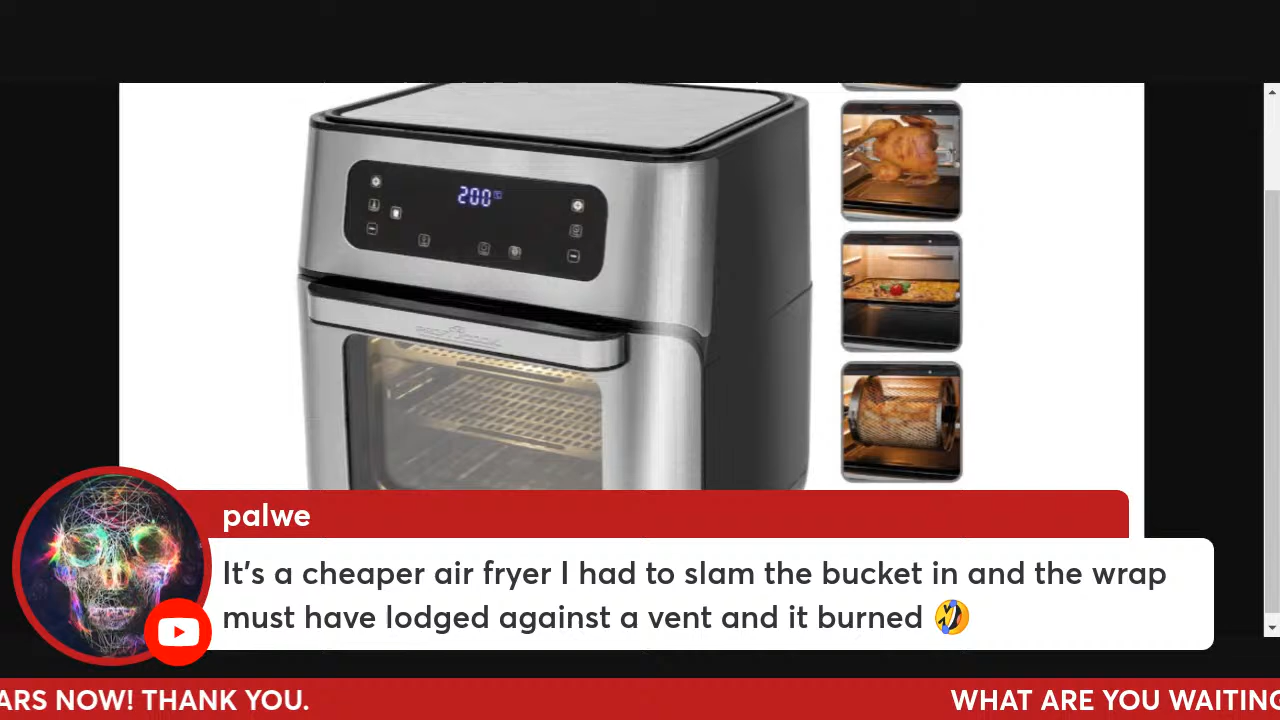 200
palwe
It's a cheaper air fryer I had to slam the bucket in and the wrap
must have lodged against a vent and it burned 🤣
ARS NOW! THANK YOU. WHAT ARE YOU WAITING